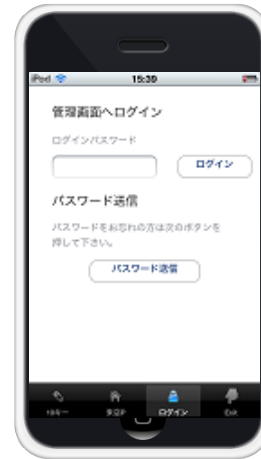 iPod 15:39
管理画面へログイン
ログインパスワード
ログイン
パスワード送信
パスワードをお忘れの方は次のボタンを
押して下さい。
パスワード送信
ログイン Exit